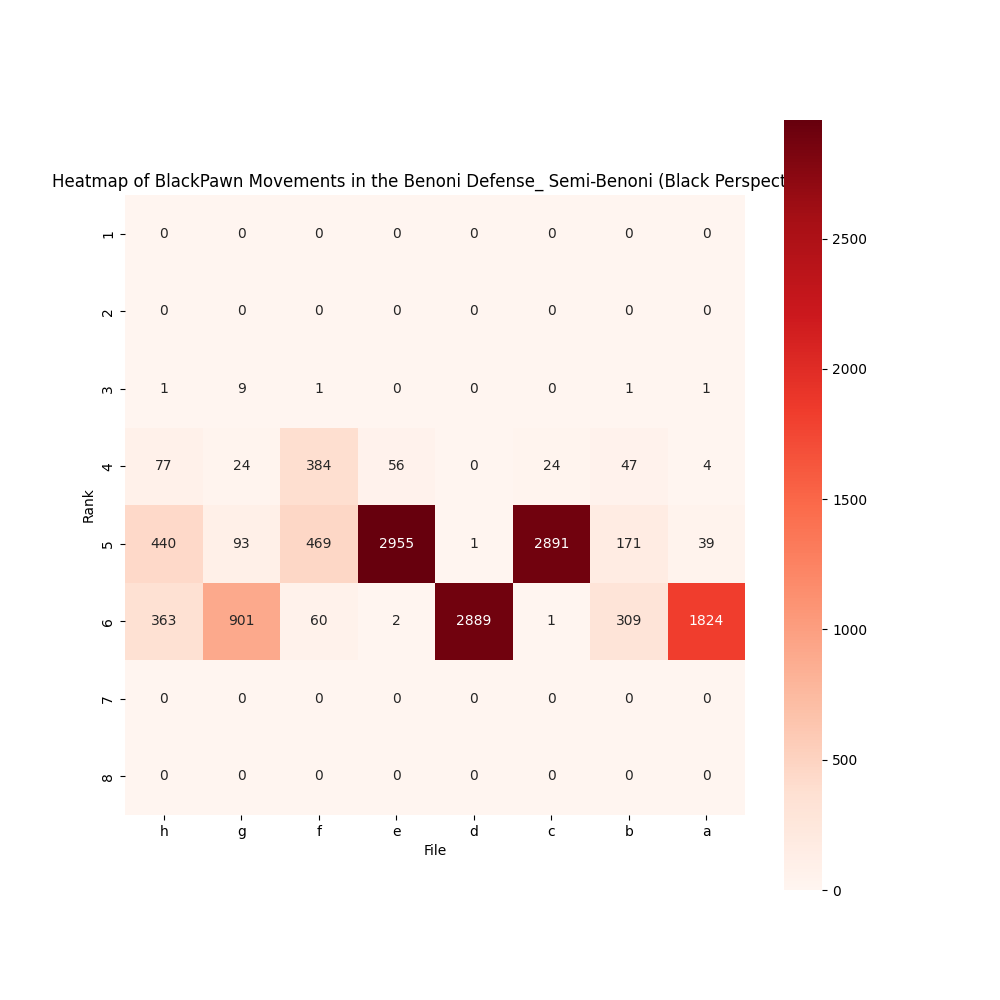 Heatmap of BlackPawn Movements in the Benoni Defense_ Semi-Benoni (Black Perspect
1 0 0 0 0 0 0 0 0
2 0 0 0 0 0 0 0 0
3 1 9 1 0 0 0 1 1
4 77 24 384 56 0 24 47 4
5 440 93 469 2955 1 2891 171 39
6 363 901 60 2 2889 1 309 1824
7 0 0 0 0 0 0 0 0
8 0 0 0 0 0 0 0 0
h g f e d c b a
File
Rank
2500
2000
1500
1000
500
0